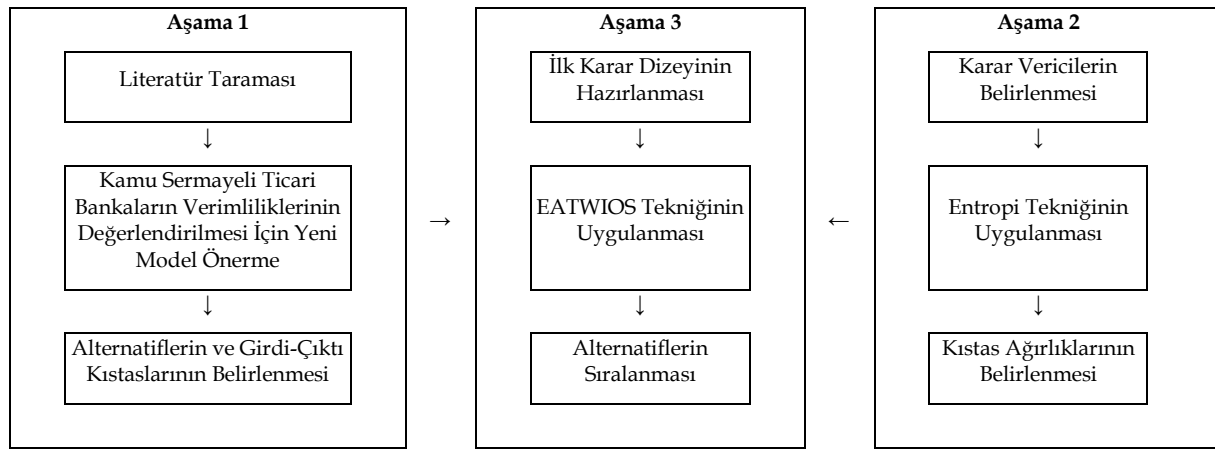 Aşama 1
Literatür Taraması
↓
Kamu Sermayeli Ticari
Bankaların Verimliliklerinin
Değerlendirilmesi İçin Yeni
Model Önerme
↓
Alternatiflerin ve Girdi-Çıktı
Kıstaslarının Belirlenmesi
→
Aşama 3
İlk Karar Dizeyinin
Hazırlanması
↓
EATWIOS Tekniğinin
Uygulanması
↓
Alternatiflerin
Sıralanması
←
Aşama 2
Karar Vericilerin
Belirlenmesi
↓
Entropi Tekniğinin
Uygulanması
↓
Kıstas Ağırlıklarının
Belirlenmesi